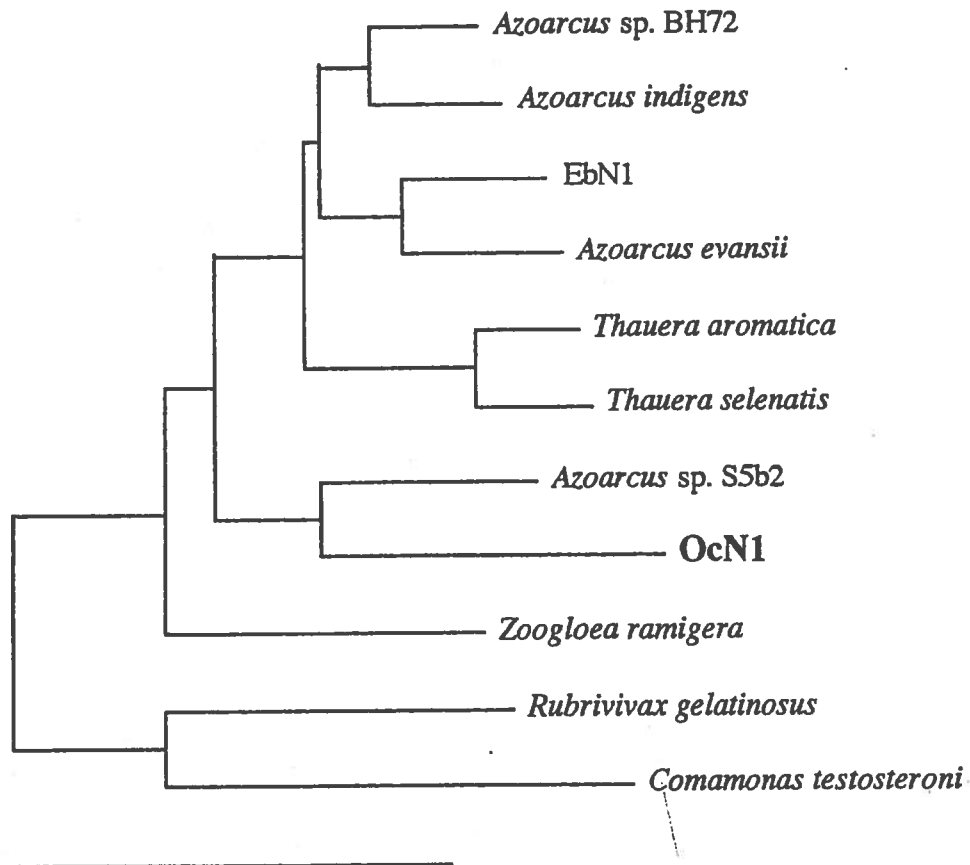 Azoarcus sp. BH72
Azoarcus indigens
EbN1
Azoarcus evansii
Thauera aromatica
Thauera selenatis
Azoarcus sp. S5b2
OcN1
Zoogloea ramigera
Rubrivivax gelatinosus
Comamonas testosteroni